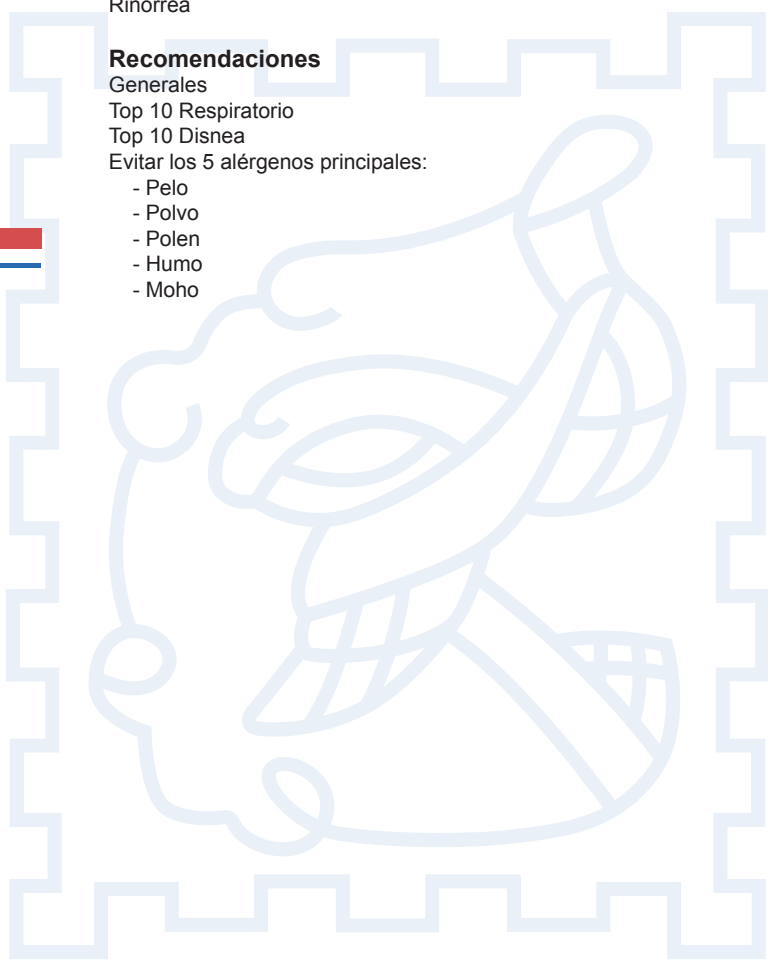 Rinorrea
Recomendaciones
Generales
Top 10 Respiratorio
Top 10 Disnea
Evitar los 5 alérgenos principales:
- Pelo
- Polvo
- Polen
- Humo
- Moho